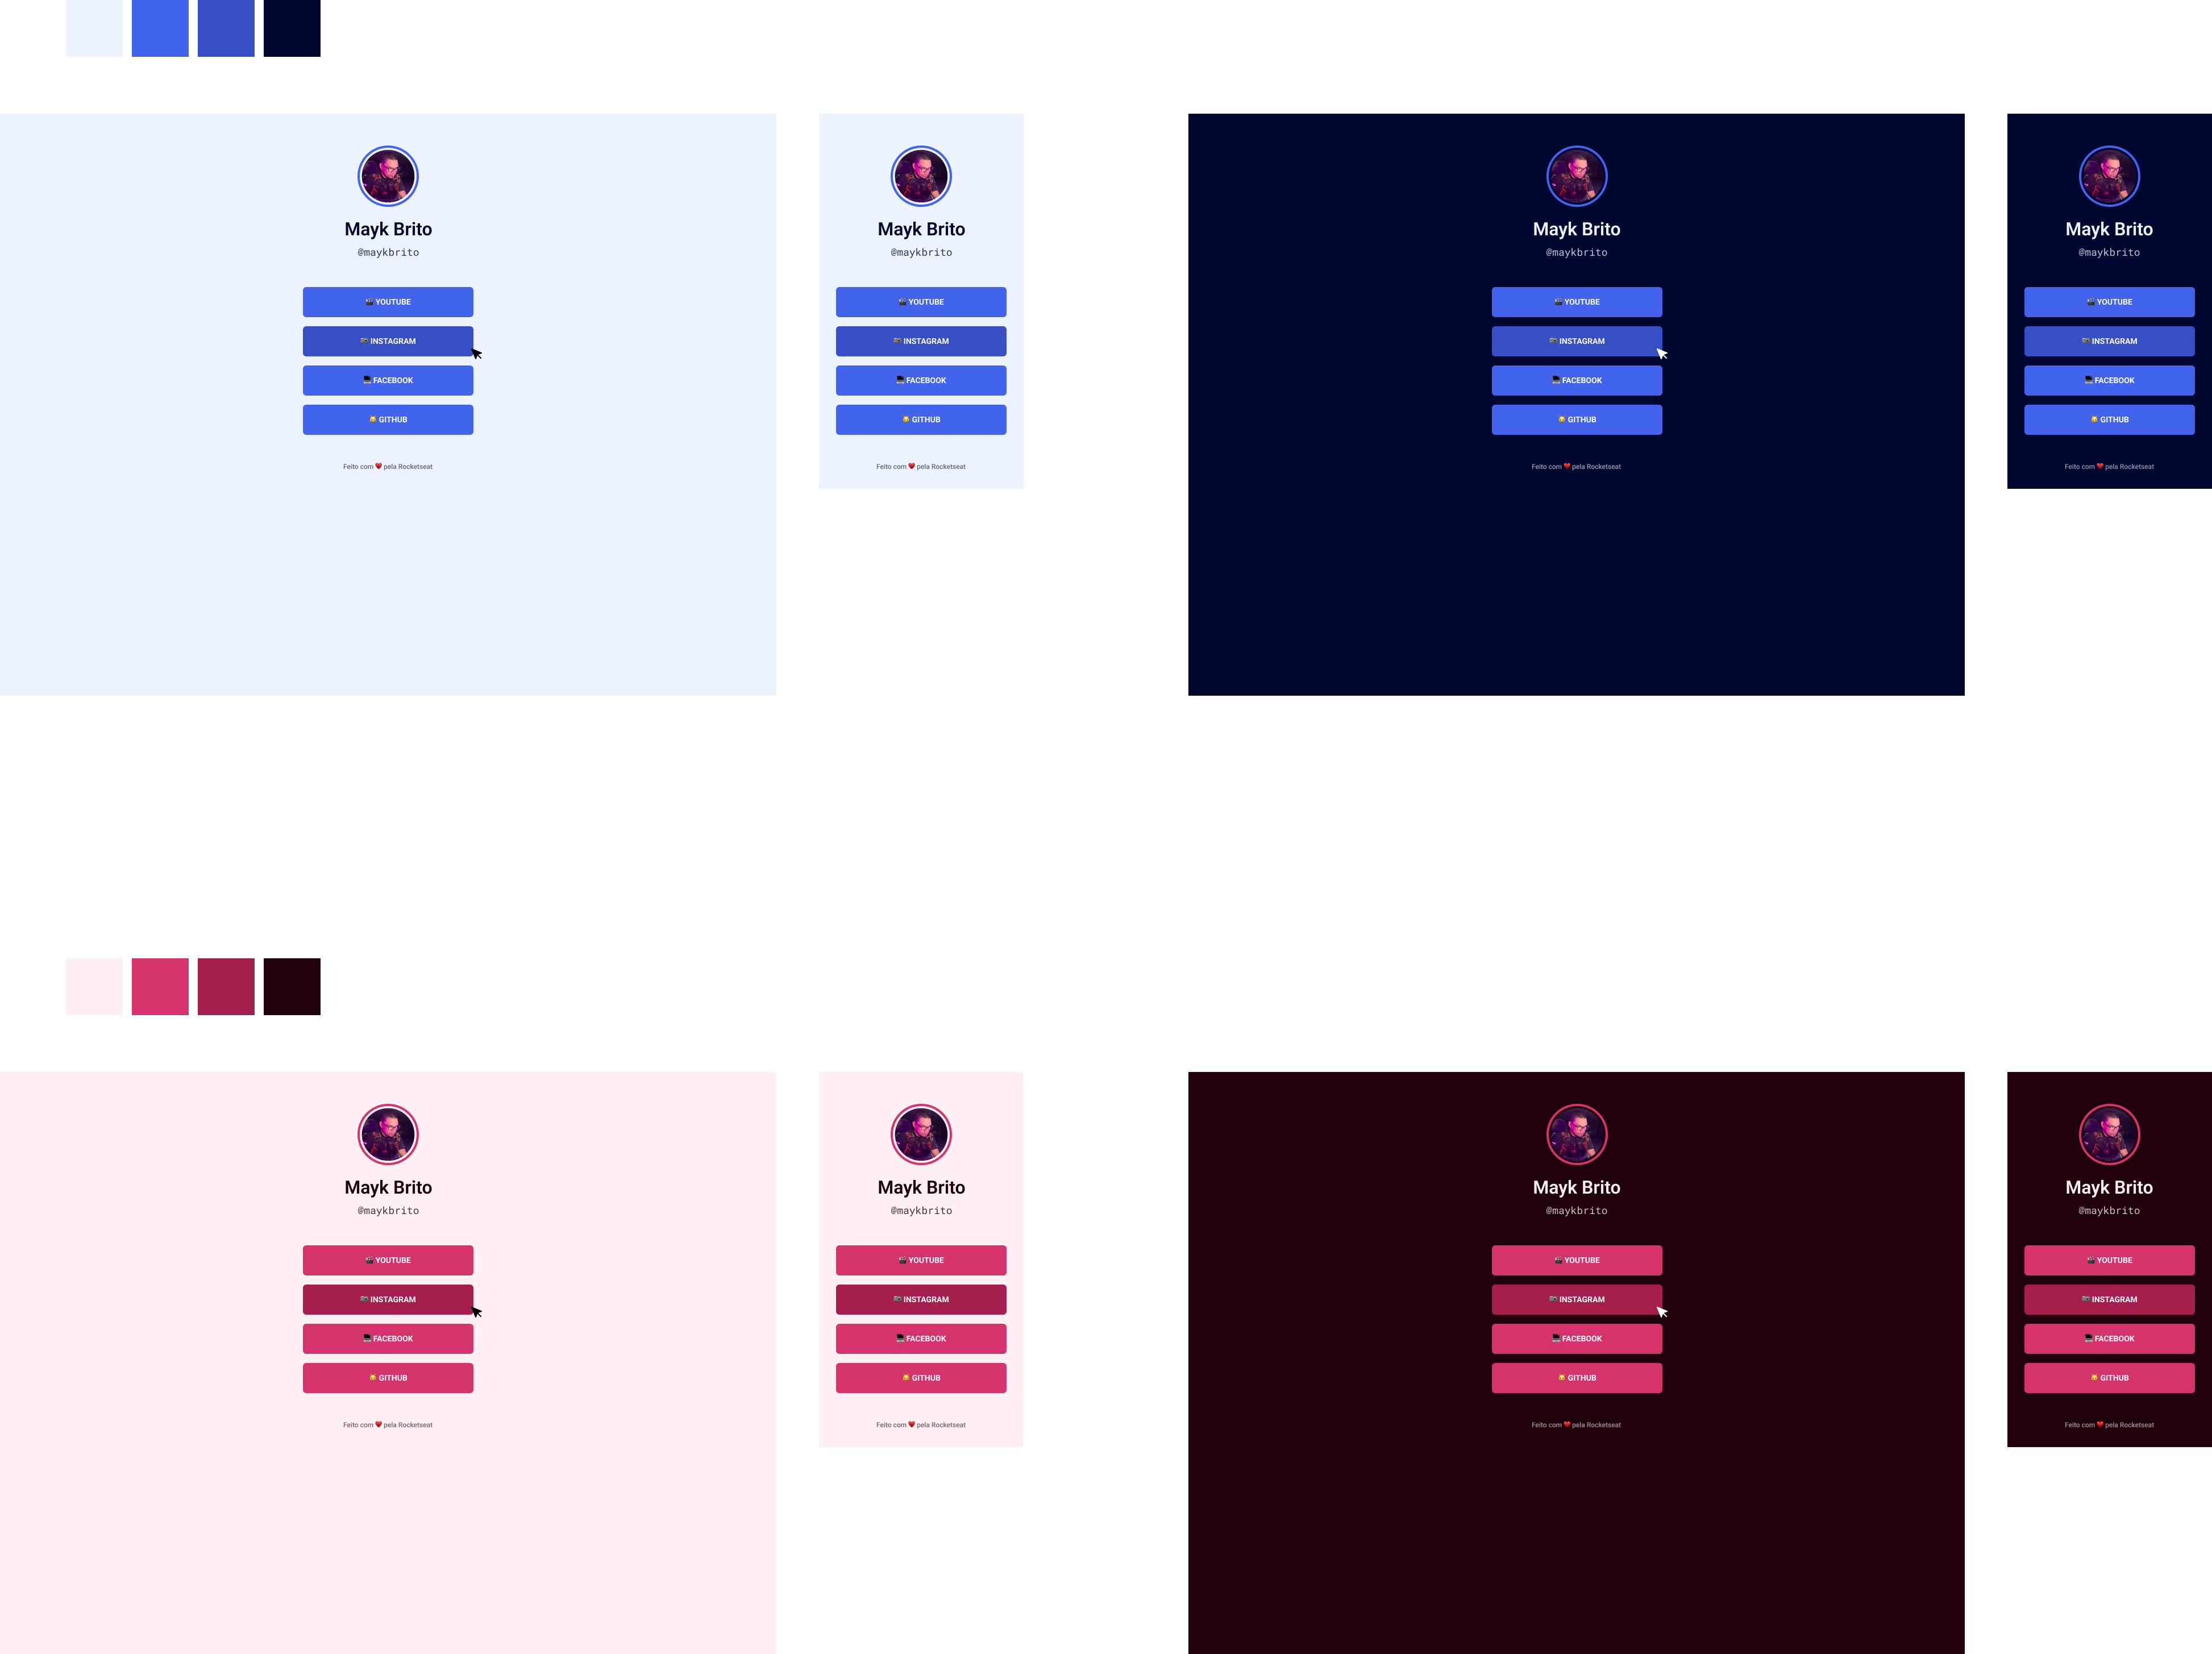 Mayk Brito
@maykbrito
🎬 YOUTUBE
📷 INSTAGRAM
💻 FACEBOOK
😺 GITHUB
Feito com ❤️ pela Rocketseat
Mayk Brito
@maykbrito
🎬 YOUTUBE
📷 INSTAGRAM
💻 FACEBOOK
😺 GITHUB
Feito com ❤️ pela Rocketseat
Mayk Brito
@maykbrito
🎬 YOUTUBE
📷 INSTAGRAM
💻 FACEBOOK
😺 GITHUB
Feito com ❤️ pela Rocketseat
Mayk Brito
@maykbrito
🎬 YOUTUBE
📷 INSTAGRAM
💻 FACEBOOK
😺 GITHUB
Feito com ❤️ pela Rocketseat
Mayk Brito
@maykbrito
🎬 YOUTUBE
📷 INSTAGRAM
💻 FACEBOOK
😺 GITHUB
Feito com ❤️ pela Rocketseat
Mayk Brito
@maykbrito
🎬 YOUTUBE
📷 INSTAGRAM
💻 FACEBOOK
😺 GITHUB
Feito com ❤️ pela Rocketseat
Mayk Brito
@maykbrito
🎬 YOUTUBE
📷 INSTAGRAM
💻 FACEBOOK
😺 GITHUB
Feito com ❤️ pela Rocketseat
Mayk Brito
@maykbrito
🎬 YOUTUBE
📷 INSTAGRAM
💻 FACEBOOK
😺 GITHUB
Feito com ❤️ pela Rocketseat